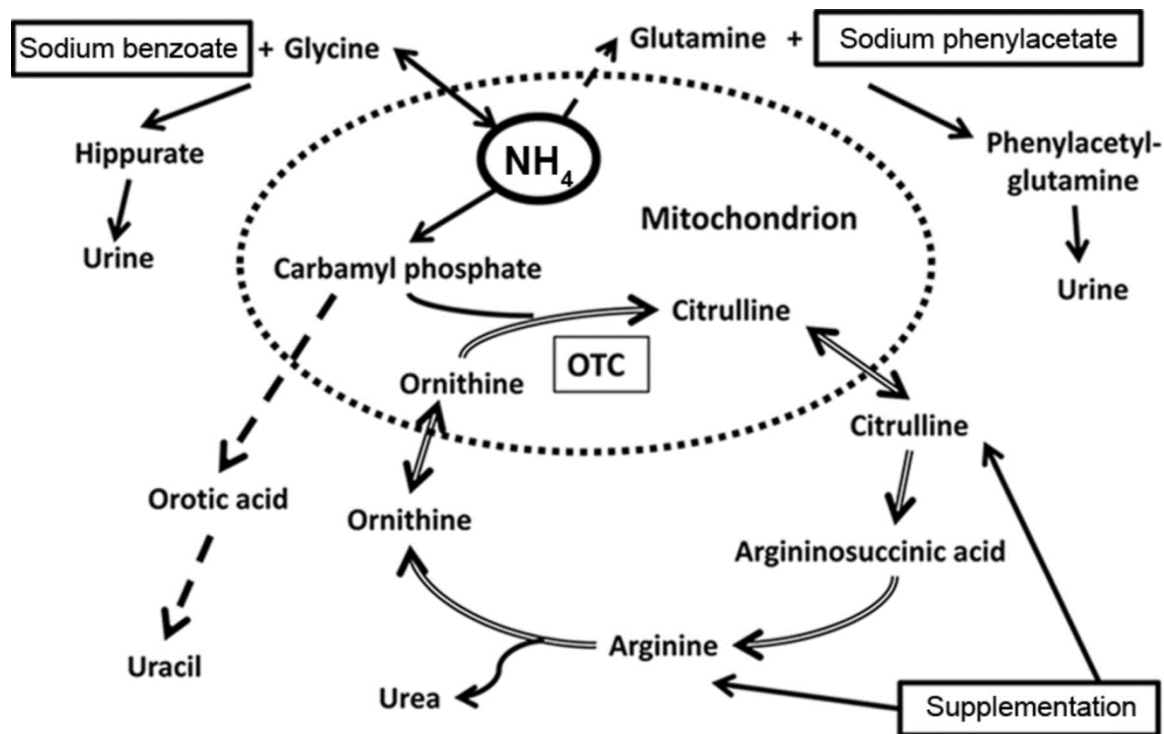 Sodium benzoate + Glycine
Glutamine + Sodium phenylacetate
Hippurate
Phenylacetyl-
glutamine
NH₄
Mitochondrion
Urine
Carbamyl phosphate
Urine
Citrulline
OTC
Ornithine
Citrulline
Orotic acid
Ornithine
Argininosuccinic acid
Uracil
Arginine
Urea
Supplementation